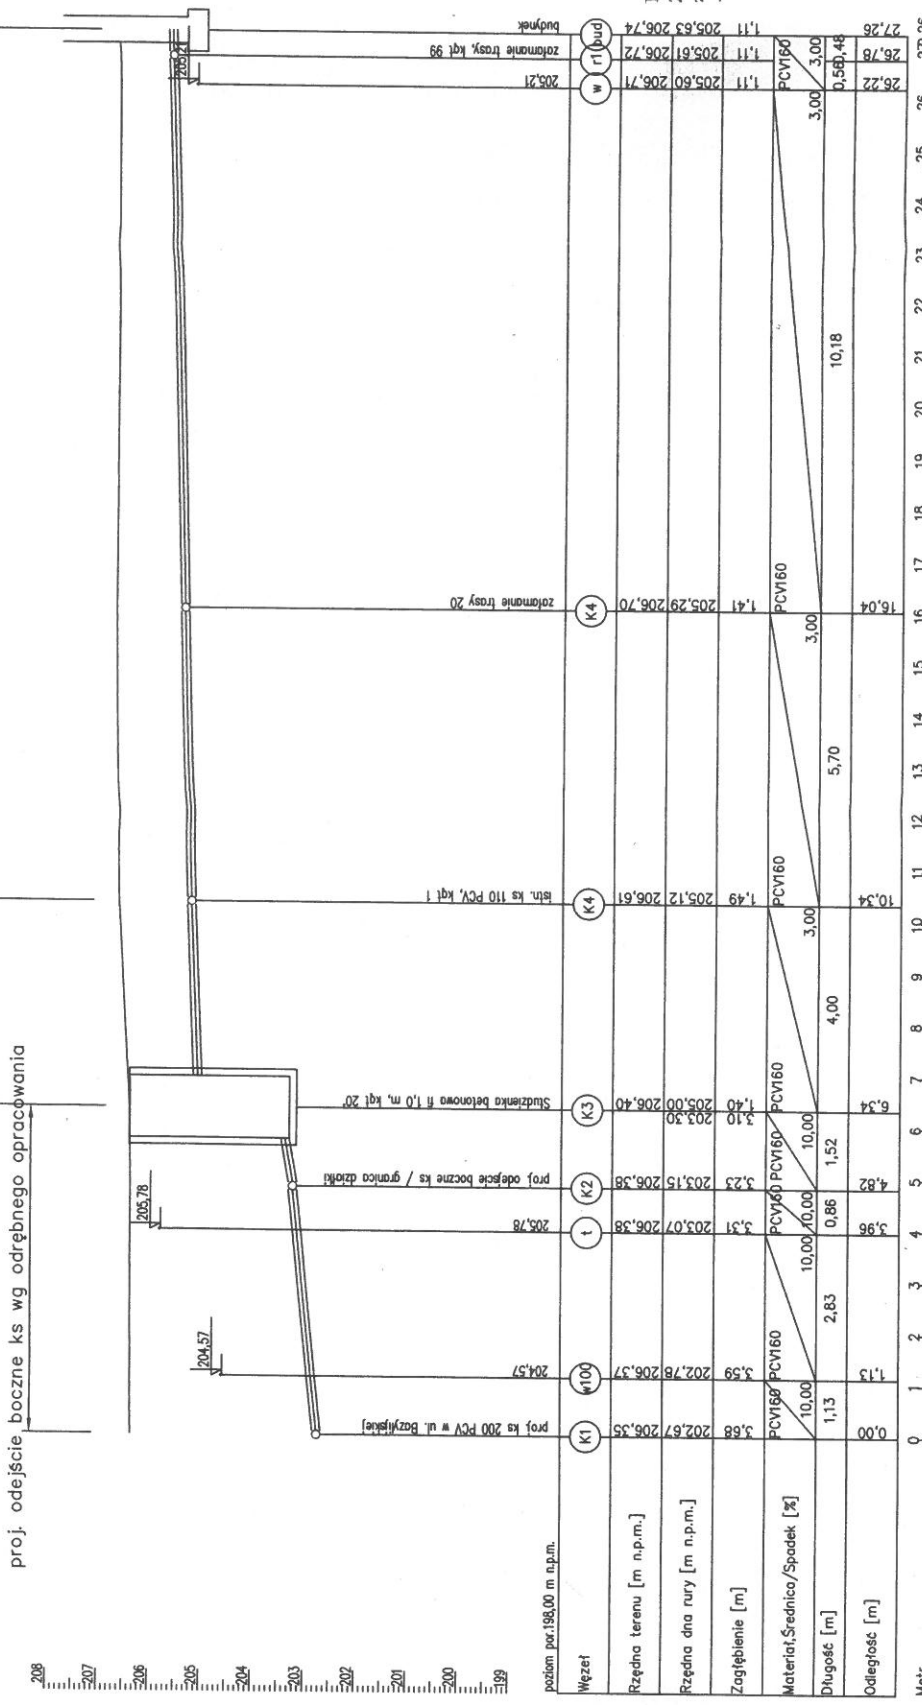 proj. odejście boczne ks wg odrębnego opracowania
208
207
206
205
204
203
202
201
200
199
204,57
205,78
205,21
poziom por.198,00 m n.p.m.
proj. ks 200 PCV w ul. Bazylijskiej
204,57
205,78
proj. odejście boczne ks / granica działki
Studzienka betonowa fi 1,0 m, kąt 20'
istn. ks 110 PCV, kąt 1
załamanie trasy 20
205,21
załamanie trasy, kąt 99
budynek
Węzeł K1 w100 t K2 K3 K4 K4 w r1 bud
Rzędna terenu [m n.p.m.] 206,35 206,37 206,38 206,38 206,40 206,61 206,70 206,71 206,72 206,74
Rzędna dna rury [m n.p.m.] 202,67 202,78 203,07 203,15 203,30 205,00 205,12 205,29 205,60 205,61 205,63
Zagłębienie [m] 3,68 3,59 3,31 3,23 3,10 1,40 1,49 1,41 1,11 1,11 1,11
Materiał,Średnica/Spadek [%] PCV160 10,00 PCV160 10,00 PCV160 10,00 PCV160 10,00 PCV160 3,00 PCV160 3,00 PCV160 3,00 PCV160 3,00
Długość [m] 1,13 2,83 0,86 1,52 4,00 5,70 10,18 0,56 0,48
Odległość [m] 0,00 1,13 3,96 4,82 6,34 10,34 16,04 26,22 26,78 27,26
0 1 2 3 4 5 6 7 8 9 10 11 12 13 14 15 16 17 18 19 20 21 22 23 24 25 26